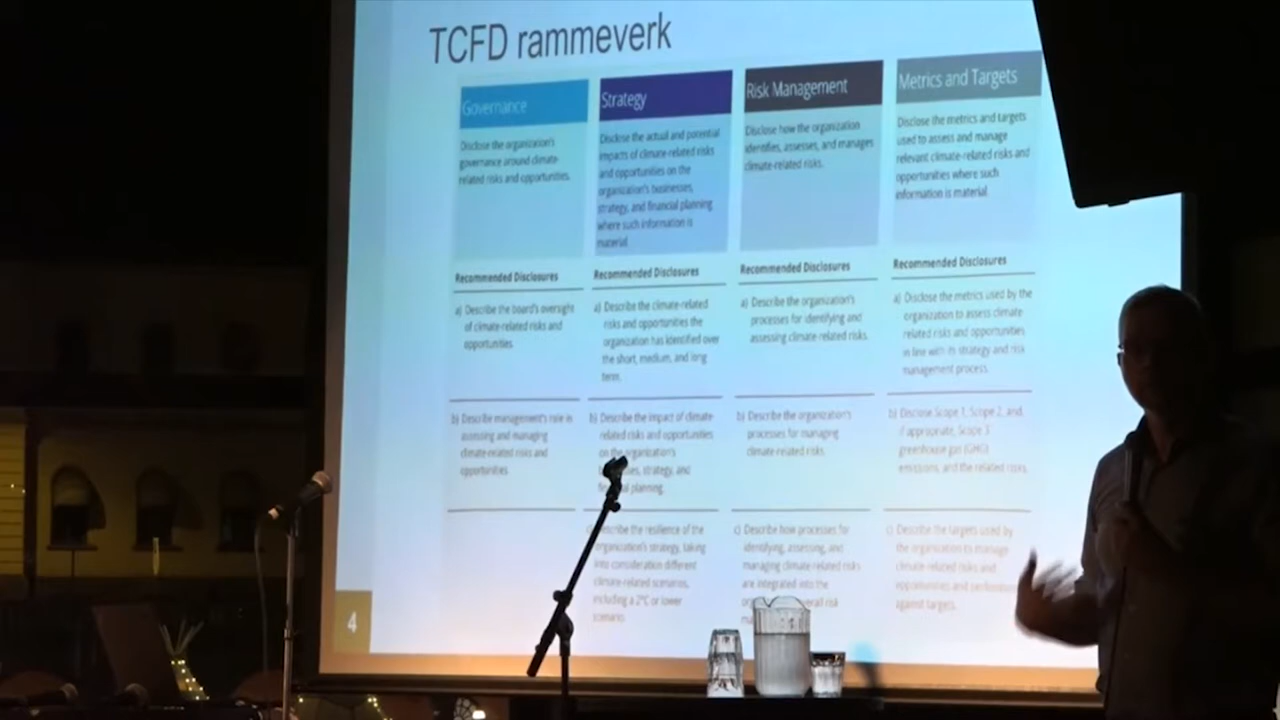 TCFD rammeverk
Governance
Disclose the organization's
governance around climate-
related risks and opportunities.
Strategy
Disclose the actual and potential
impacts of climate-related risks
and opportunities on the
organization's businesses,
strategy, and financial planning
where such information is
material.
Risk Management
Disclose how the organization
identifies, assesses, and manages
climate-related risks.
Metrics and Targets
Disclose the metrics and targets
used to assess and manage
relevant climate-related risks and
opportunities where such
information is material.
Recommended Disclosures
a) Describe the board's oversight
of climate-related risks and
opportunities.
b) Describe management's role in
assessing and managing
climate-related risks and
opportunities.
Recommended Disclosures
a) Describe the climate-related
risks and opportunities the
organization has identified over
the short, medium, and long
term.
b) Describe the impact of climate-
related risks and opportunities
on the organization's
strategy, and
planning.
the resilience of the
organization's strategy, taking
into consideration different
climate-related scenarios,
including a 2°C or lower
scenario.
Recommended Disclosures
a) Describe the organization's
processes for identifying and
assessing climate-related risks.
b) Describe the organization's
processes for managing
climate-related risks.
c) Describe how processes for
identifying, assessing, and
managing climate-related risks
are integrated into the
risk
Recommended Disclosures
a) Disclose the metrics used by the
organization to assess climate-
related risks and opportunities
in line with its strategy and risk
management process.
b) Disclose Scope 1, Scope 2, and,
if appropriate, Scope 3
greenhouse gas (GHG)
emissions, and the related risks.
c) Describe the targets used by
the organization to manage
climate-related risks and
opportunities and performance
against targets.
4